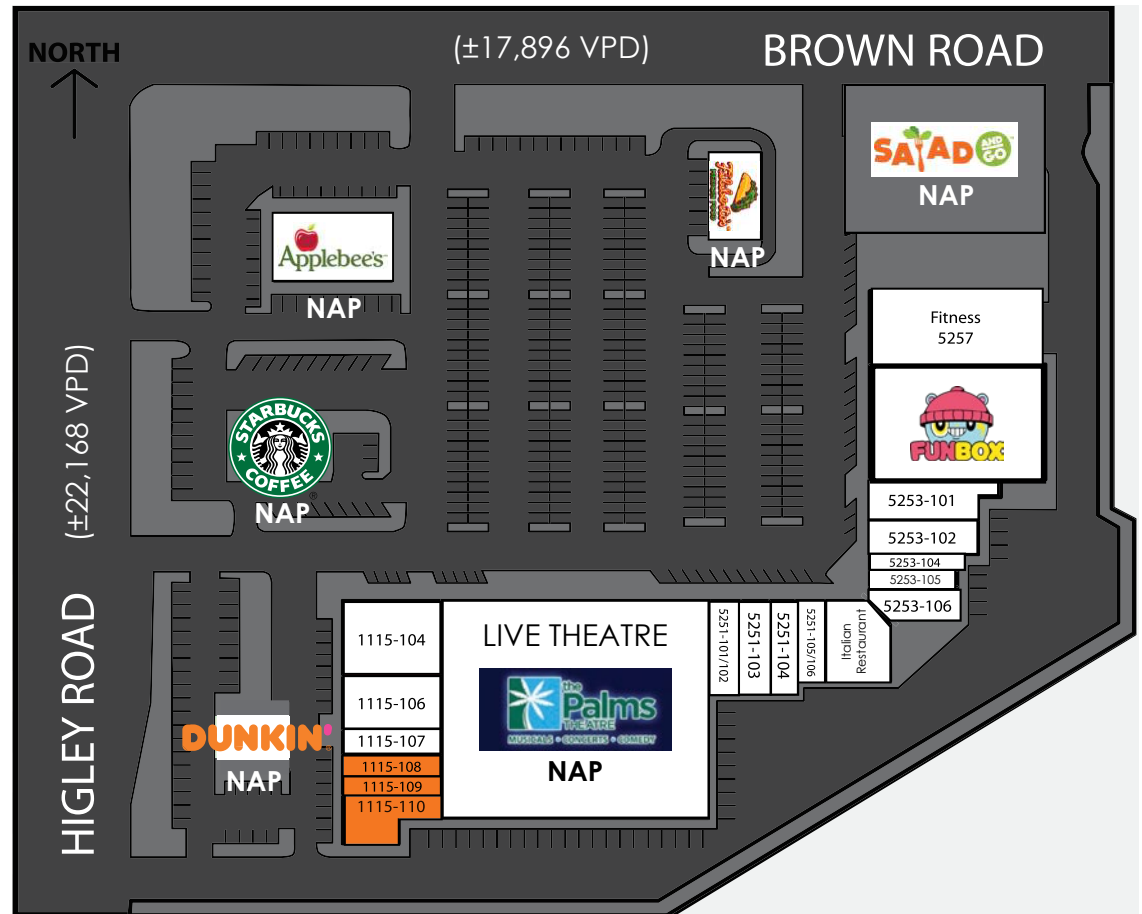 NORTH
(±17,896 VPD)
BROWN ROAD
SALAD AND GO
NAP
Filiberto's
NAP
Applebee's
NAP
Fitness
5257
(±22,168 VPD)
STARBUCKS
COFFEE
®
NAP
FUNBOX
5253-101
5253-102
5253-104
5253-105
5253-106
HIGLEY ROAD
1115-104
1115-106
1115-107
1115-108
1115-109
1115-110
LIVE THEATRE
the
Palms
THEATRE
MUSICALS • CONCERTS • COMEDY
NAP
5251-101/102
5251-103
5251-104
5251-105/106
Italian
Restaurant
DUNKIN'
NAP